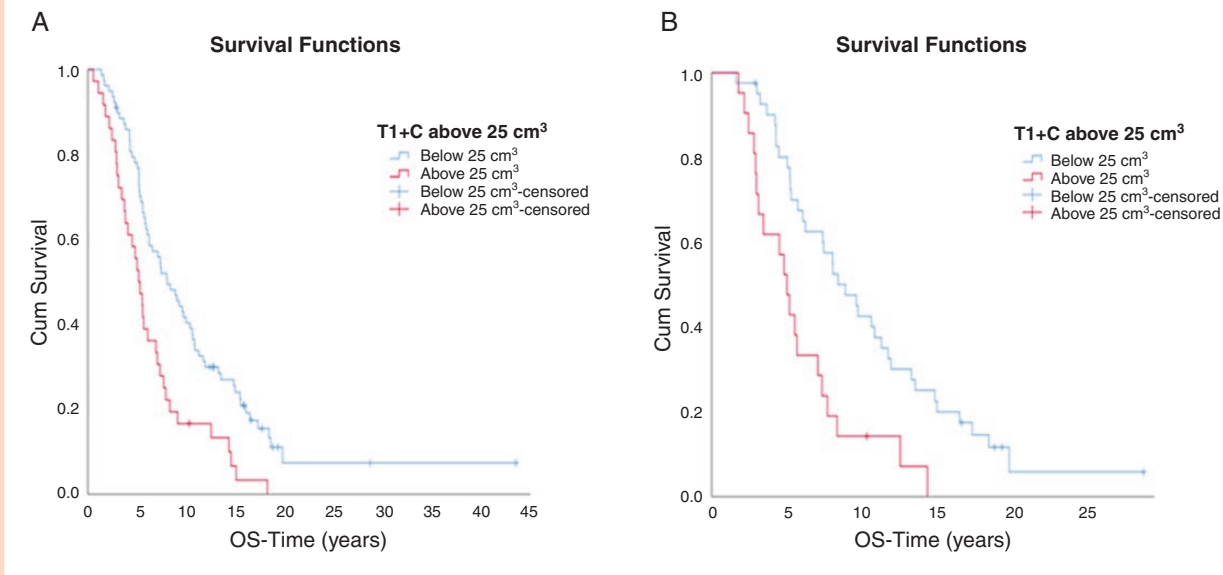 A
Survival Functions
T1+C above 25 cm³
Below 25 cm³
Above 25 cm³
Below 25 cm³-censored
Above 25 cm³-censored
Cum Survival
1.0
0.8
0.6
0.4
0.2
0.0
0 5 10 15 20 25 30 35 40 45
OS-Time (years)
B
Survival Functions
T1+C above 25 cm³
Below 25 cm³
Above 25 cm³
Below 25 cm³-censored
Above 25 cm³-censored
Cum Survival
1.0
0.8
0.6
0.4
0.2
0.0
0 5 10 15 20 25
OS-Time (years)